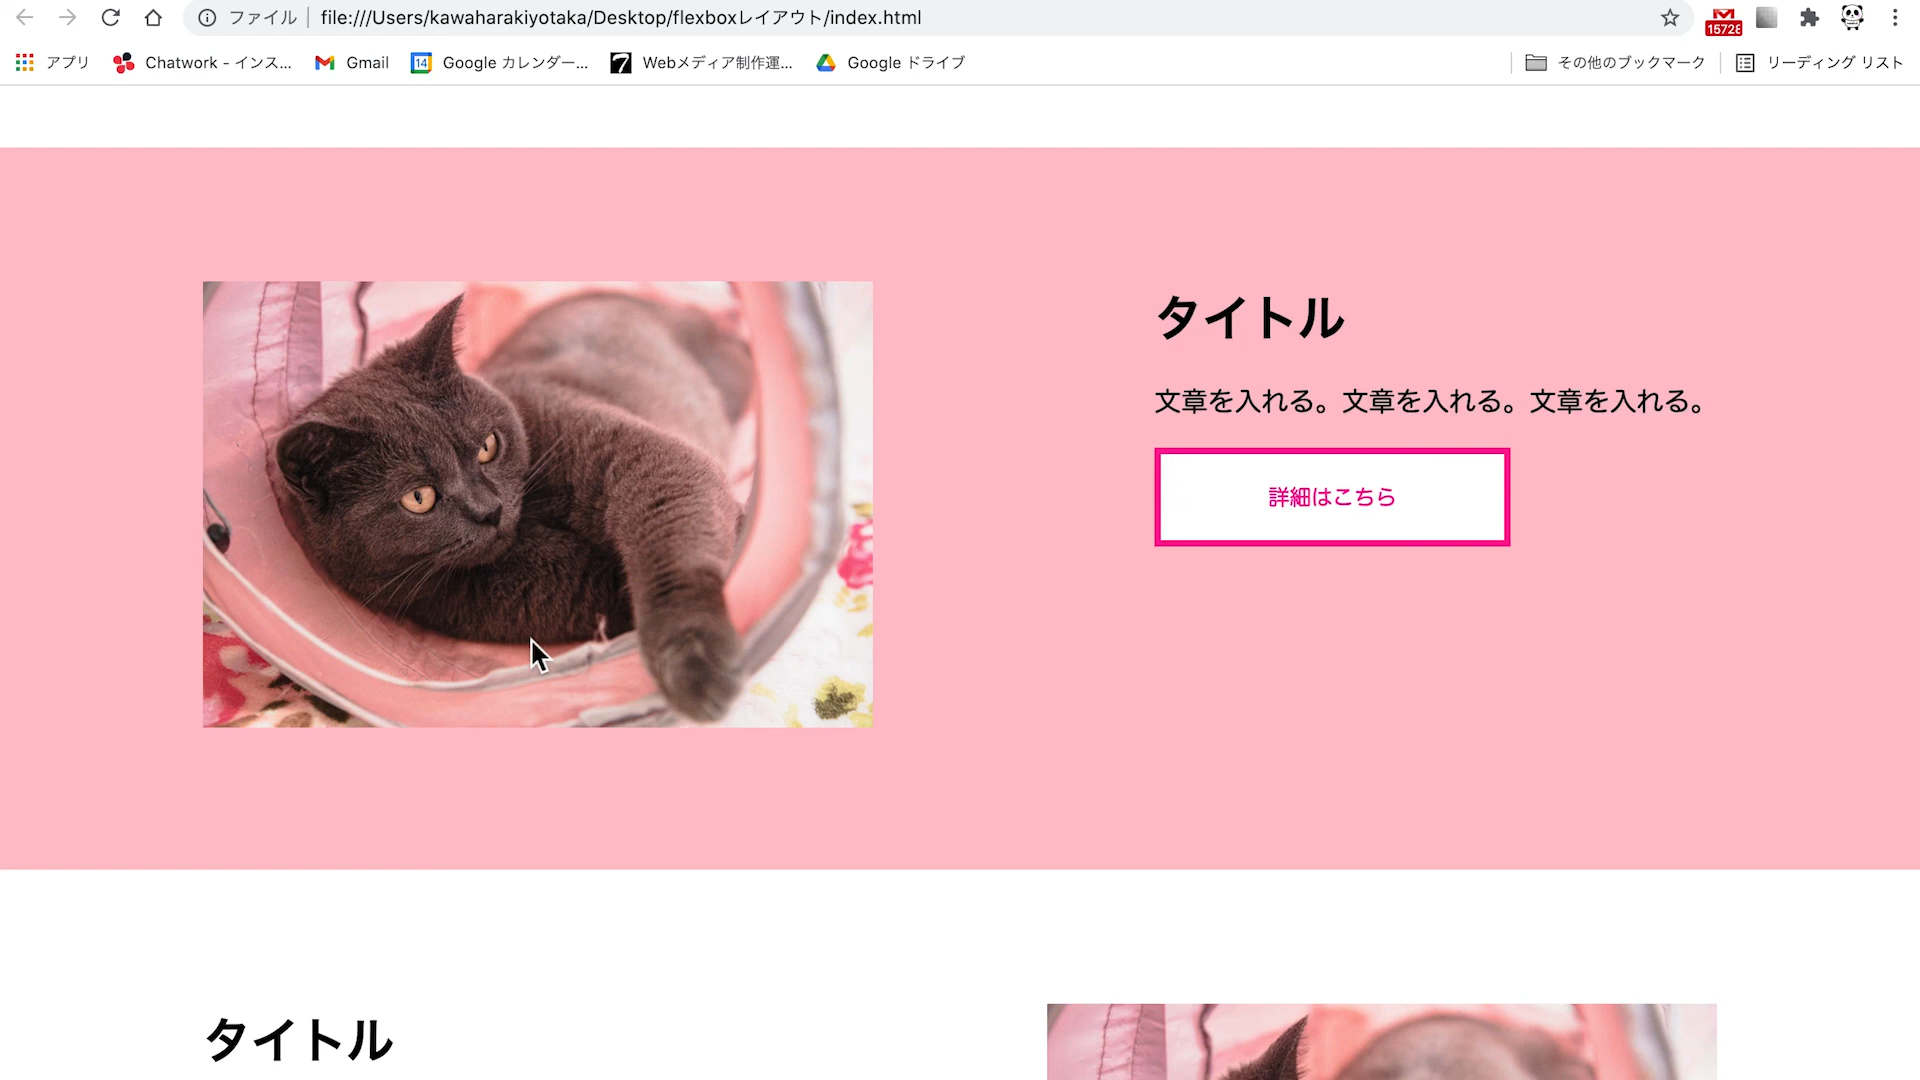 ファイル | file:///Users/kawaharakiyotaka/Desktop/flexboxレイアウト/index.html
15728
アプリ Chatwork - インス... Gmail 14 Google カレンダー... Webメディア制作運... Google ドライブ その他のブックマーク リーディング リスト
タイトル
文章を入れる。文章を入れる。文章を入れる。
詳細はこちら
タイトル